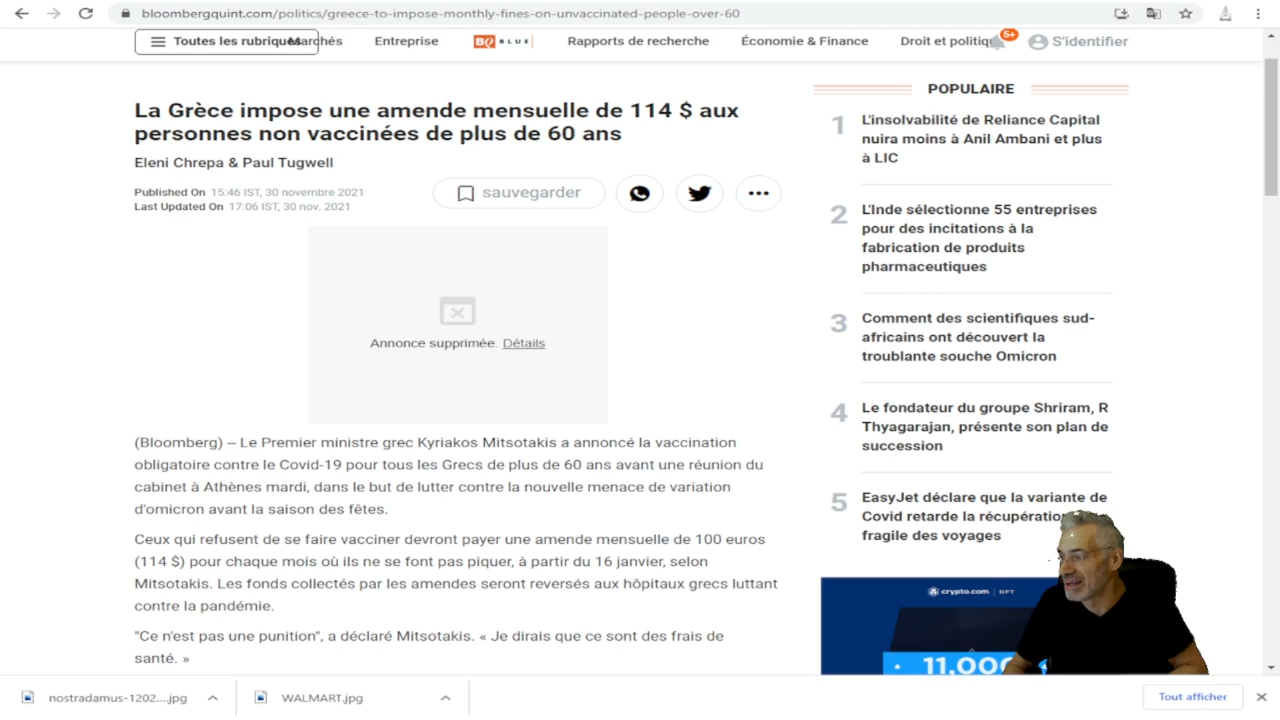 bloombergquint.com/politics/greece-to-impose-monthly-fines-on-unvaccinated-people-over-60
Toutes les rubriques Marchés Entreprise BQ BLUE Rapports de recherche Économie & Finance Droit et politiq 5+ S'identifier
La Grèce impose une amende mensuelle de 114 $ aux
personnes non vaccinées de plus de 60 ans
Eleni Chrepa & Paul Tugwell
Published On 15:46 IST, 30 novembre 2021
Last Updated On 17:06 IST, 30 nov. 2021
sauvegarder
Annonce supprimée. Détails
(Bloomberg) -- Le Premier ministre grec Kyriakos Mitsotakis a annoncé la vaccination
obligatoire contre le Covid-19 pour tous les Grecs de plus de 60 ans avant une réunion du
cabinet à Athènes mardi, dans le but de lutter contre la nouvelle menace de variation
d'omicron avant la saison des fêtes.
Ceux qui refusent de se faire vacciner devront payer une amende mensuelle de 100 euros
(114 $) pour chaque mois où ils ne se font pas piquer, à partir du 16 janvier, selon
Mitsotakis. Les fonds collectés par les amendes seront reversés aux hôpitaux grecs luttant
contre la pandémie.
"Ce n'est pas une punition", a déclaré Mitsotakis. « Je dirais que ce sont des frais de
santé. »
POPULAIRE
1 L'insolvabilité de Reliance Capital
nuira moins à Anil Ambani et plus
à LIC
2 L'Inde sélectionne 55 entreprises
pour des incitations à la
fabrication de produits
pharmaceutiques
3 Comment des scientifiques sud-
africains ont découvert la
troublante souche Omicron
4 Le fondateur du groupe Shriram, R
Thyagarajan, présente son plan de
succession
5 EasyJet déclare que la variante de
Covid retarde la récupération
fragile des voyages
crypto.com NFT
11,000
nostradamus-1202....jpg
WALMART.jpg
Tout afficher